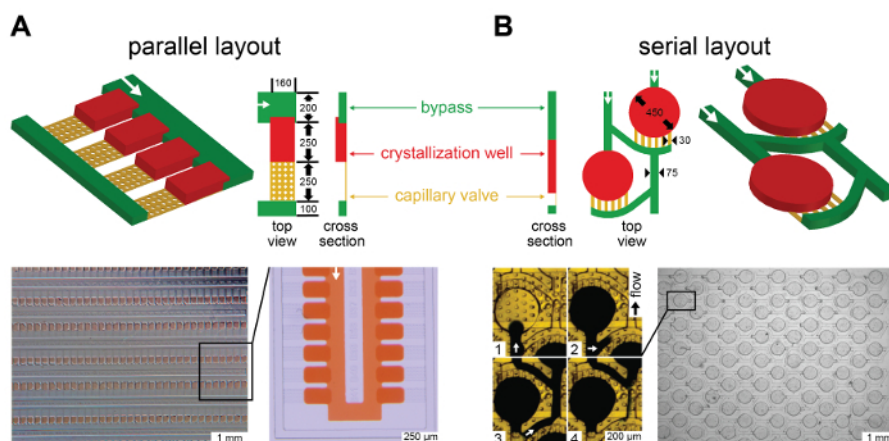 A
parallel layout
160
200
250
250
100
top
view
cross
section
bypass
crystallization well
capillary valve
B
serial layout
450
30
75
cross
section
top
view
1 mm
250 µm
1
2
flow
3
4
200 µm
1 mm